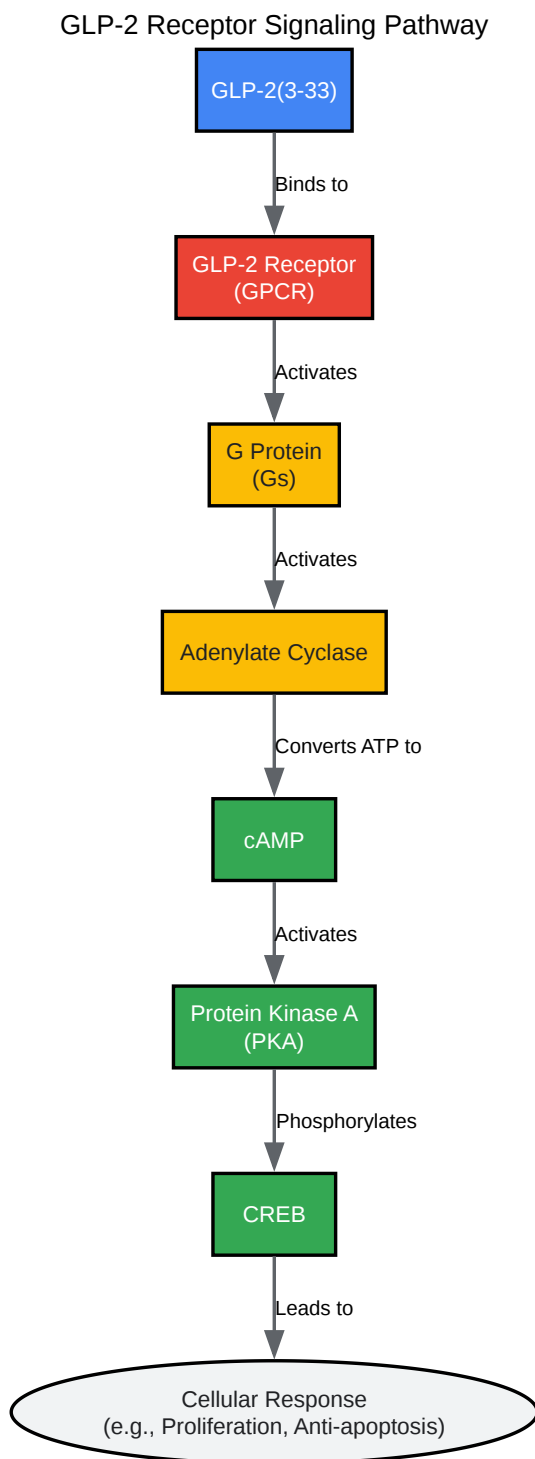 GLP-2 Receptor Signaling Pathway
GLP-2(3-33)
Binds to
GLP-2 Receptor
(GPCR)
Activates
G Protein
(Gs)
Activates
Adenylate Cyclase
Converts ATP to
cAMP
Activates
Protein Kinase A
(PKA)
Phosphorylates
CREB
Leads to
Cellular Response
(e.g., Proliferation, Anti-apoptosis)